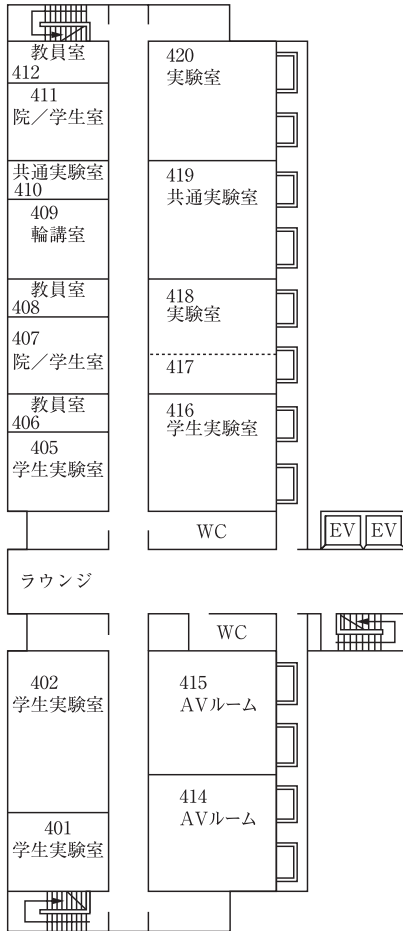 教員室
412
411
院／学生室
共通実験室
410
409
輪講室
教員室
408
407
院／学生室
教員室
406
405
学生実験室
420
実験室
419
共通実験室
418
実験室
417
416
学生実験室
WC
EV
EV
ラウンジ
WC
402
学生実験室
401
学生実験室
415
AVルーム
414
AVルーム